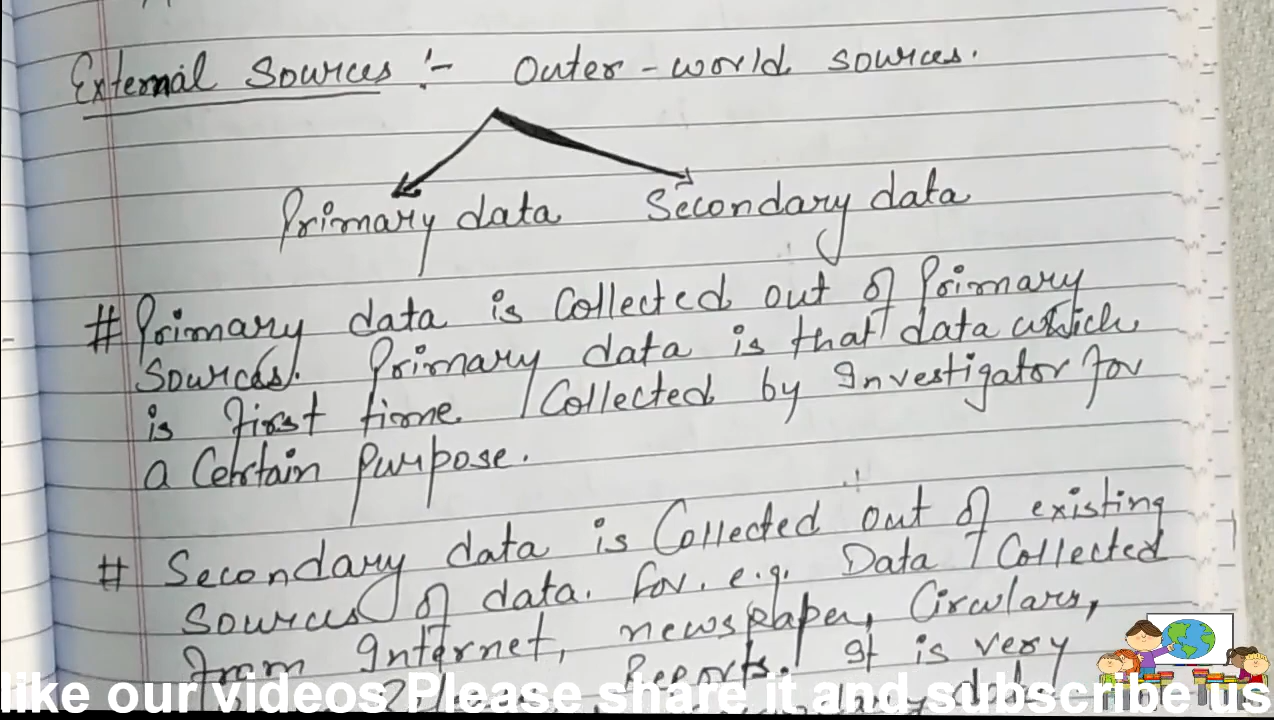 External Sources :- Outer-world sources.
Primary data Secondary data
# Primary data is Collected out of Primary
Sources. Primary data is that data which
is first time Collected by Investigator for
a Certain Purpose.
# Secondary data is Collected out of existing
Sources of data. for. e.g. Data Collected
from Internet, newspaper, Circulars,
Reports. It is very
like our videos Please share it and subscribe us